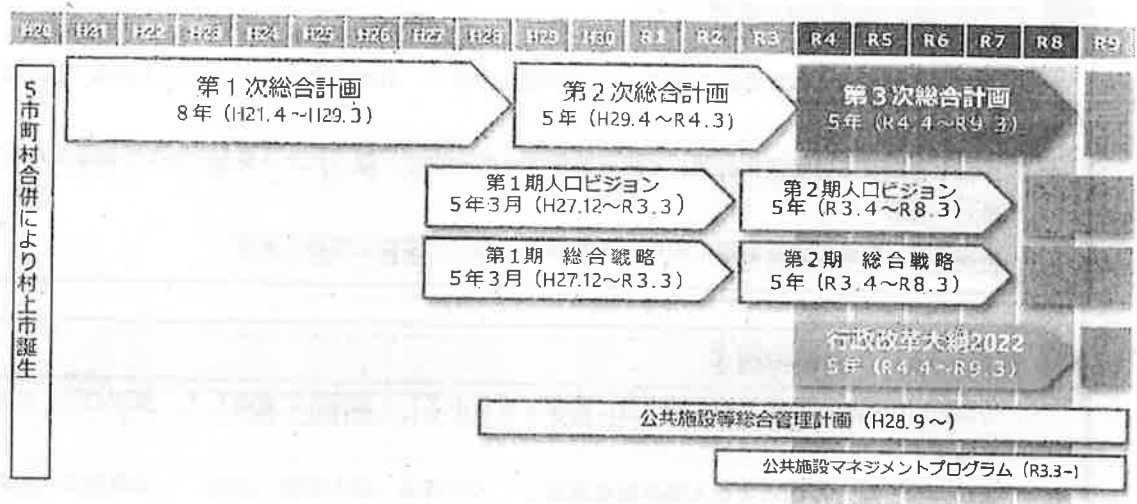 H20 H21 H22 H23 H24 H25 H26 H27 H28 H29 H30 R1 R2 R3 R4 R5 R6 R7 R8 R9
5市町村合併により村上市誕生
第1次総合計画
8年（H21.4～H29.3）
第2次総合計画
5年（H29.4～R4.3）
第3次総合計画
5年（R4.4～R9.3）
第1期人口ビジョン
5年3月（H27.12～R3.3）
第2期人口ビジョン
5年（R3.4～R8.3）
第1期 総合戦略
5年3月（H27.12～R3.3）
第2期 総合戦略
5年（R3.4～R8.3）
行政改革大綱2022
5年（R4.4～R9.3）
公共施設等総合管理計画（H28.9～）
公共施設マネジメントプログラム（R3.3～）